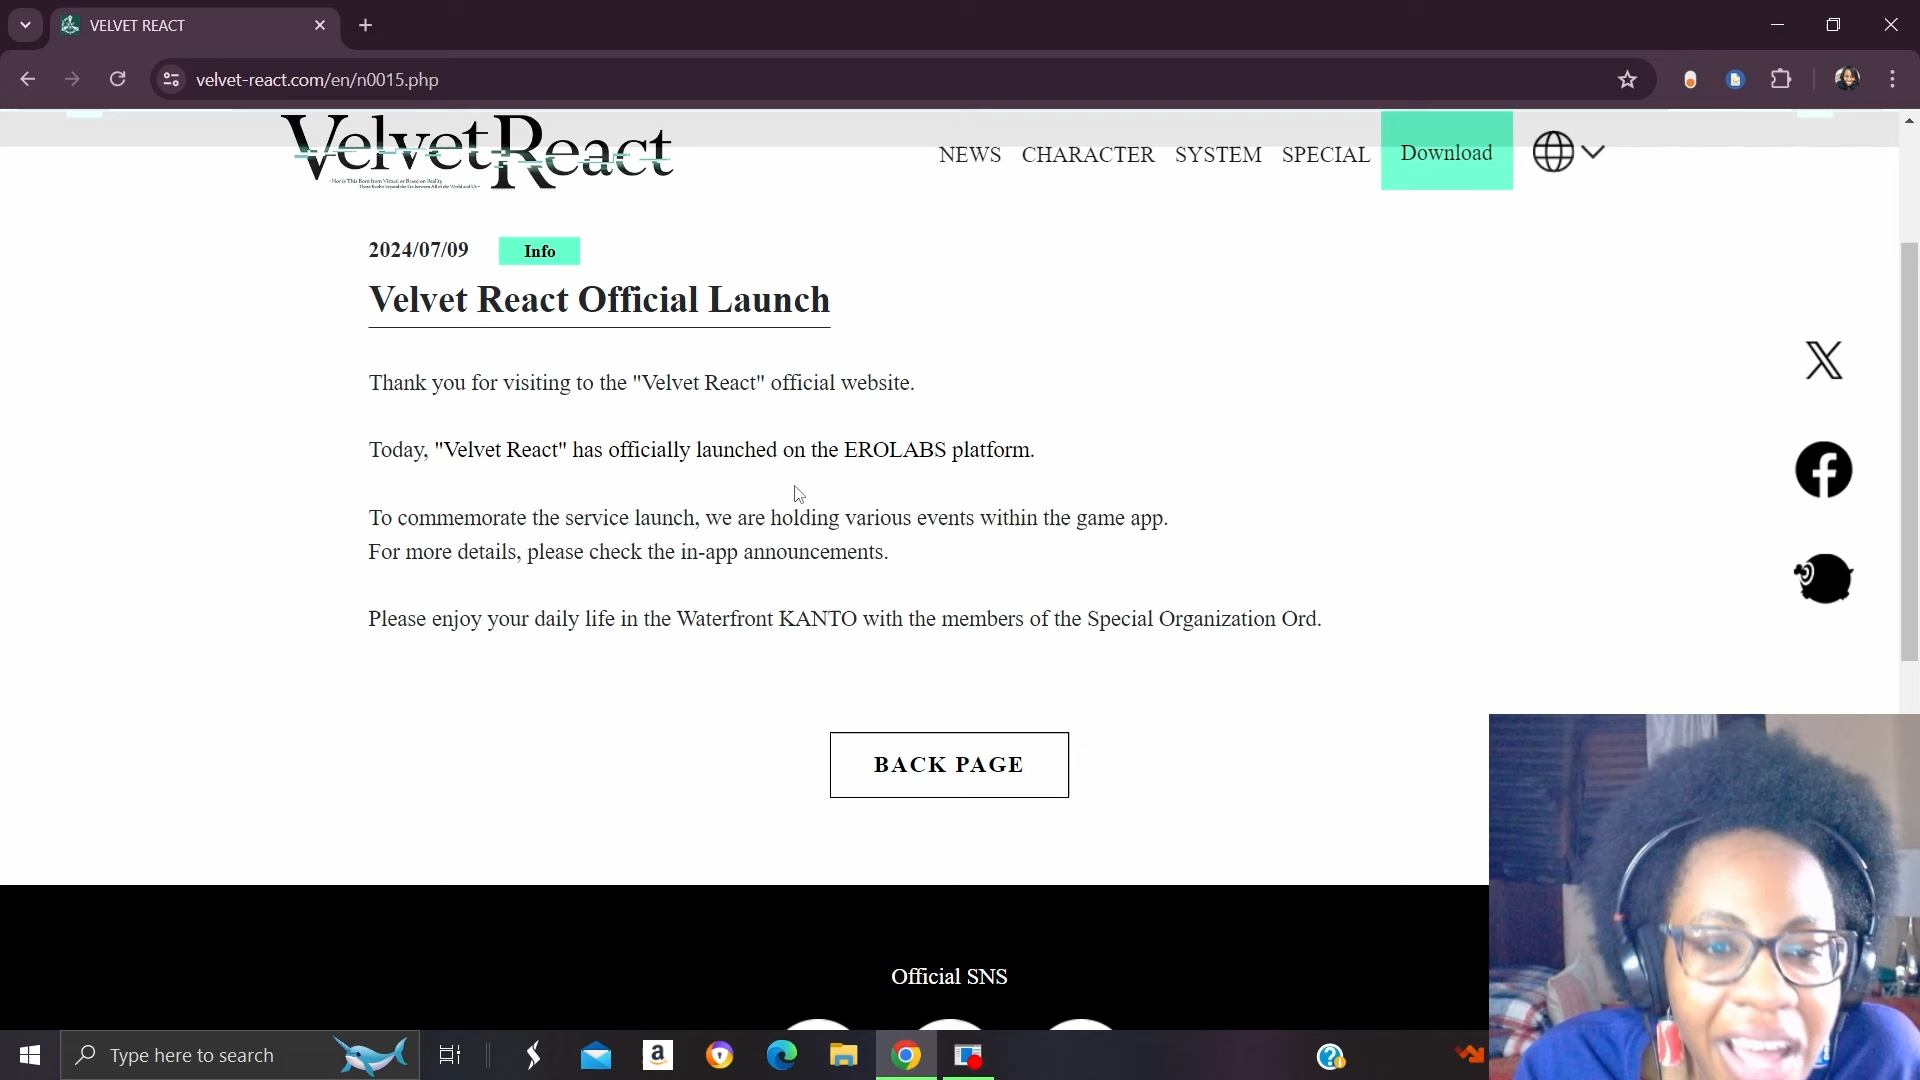 VELVET REACT
velvet-react.com/en/n0015.php
VelvetReact
NEWS CHARACTER SYSTEM SPECIAL Download
2024/07/09 Info
Velvet React Official Launch
Thank you for visiting to the "Velvet React" official website.
Today, "Velvet React" has officially launched on the EROLABS platform.
To commemorate the service launch, we are holding various events within the game app.
For more details, please check the in-app announcements.
Please enjoy your daily life in the Waterfront KANTO with the members of the Special Organization Ord.
BACK PAGE
Official SNS
Type here to search